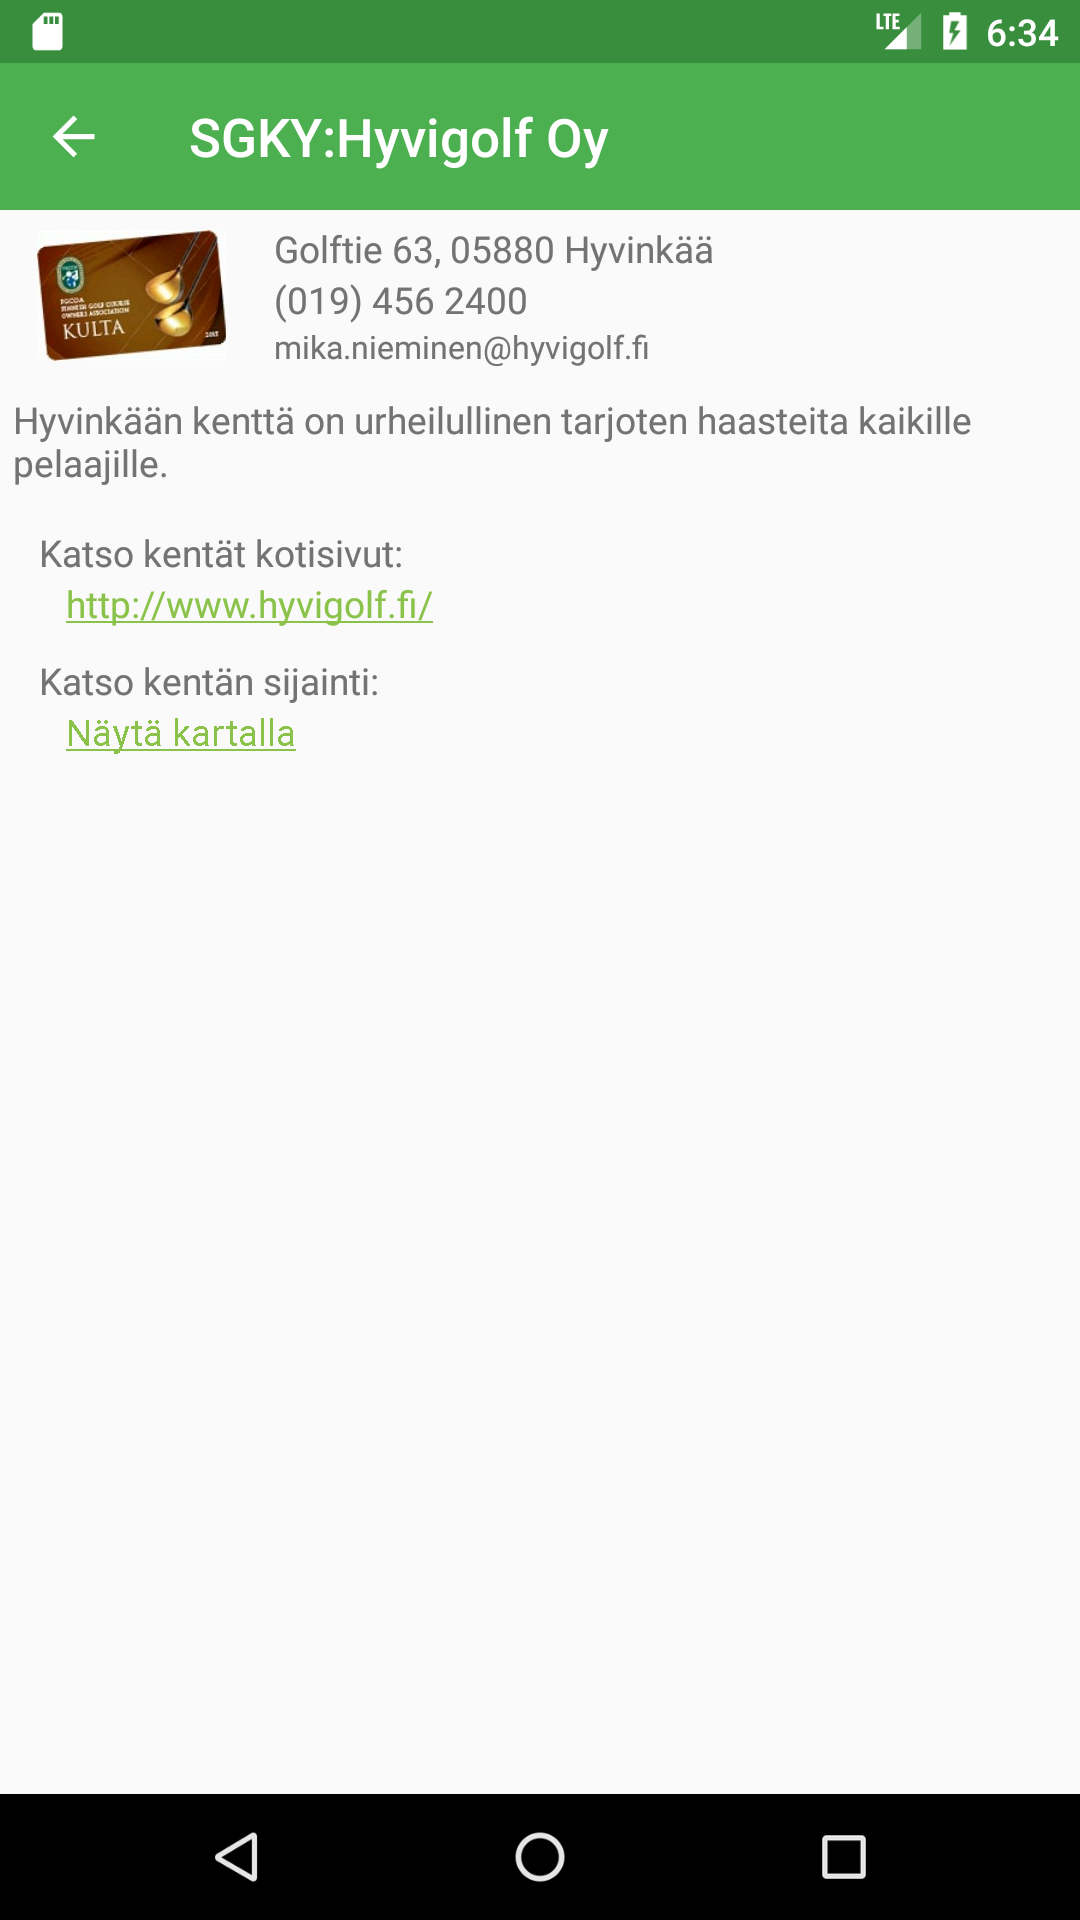 LTE 6:34
SGKY:Hyvigolf Oy
FGCOA
FINNISH GOLF COURSE
OWNERS ASSOCIATION
KULTA
Golftie 63, 05880 Hyvinkää
(019) 456 2400
mika.nieminen@hyvigolf.fi
Hyvinkään kenttä on urheilullinen tarjoten haasteita kaikille
pelaajille.
Katso kentät kotisivut:
http://www.hyvigolf.fi/
Katso kentän sijainti:
Näytä kartalla